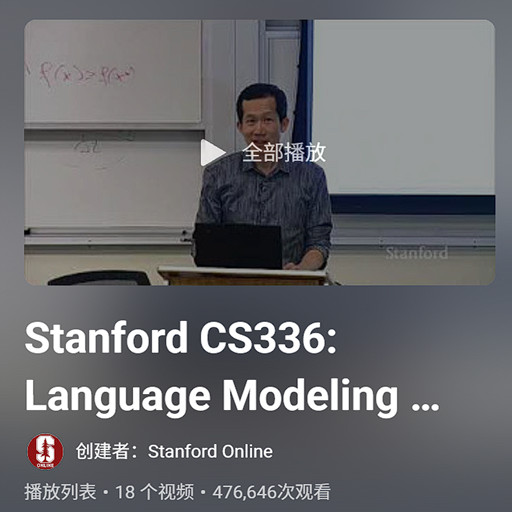 f(x) > f(x*)
全部播放
Stanford
Stanford CS336:
Language Modeling ...
ONLINE
创建者：Stanford Online
播放列表 • 18 个视频 • 476,646次观看